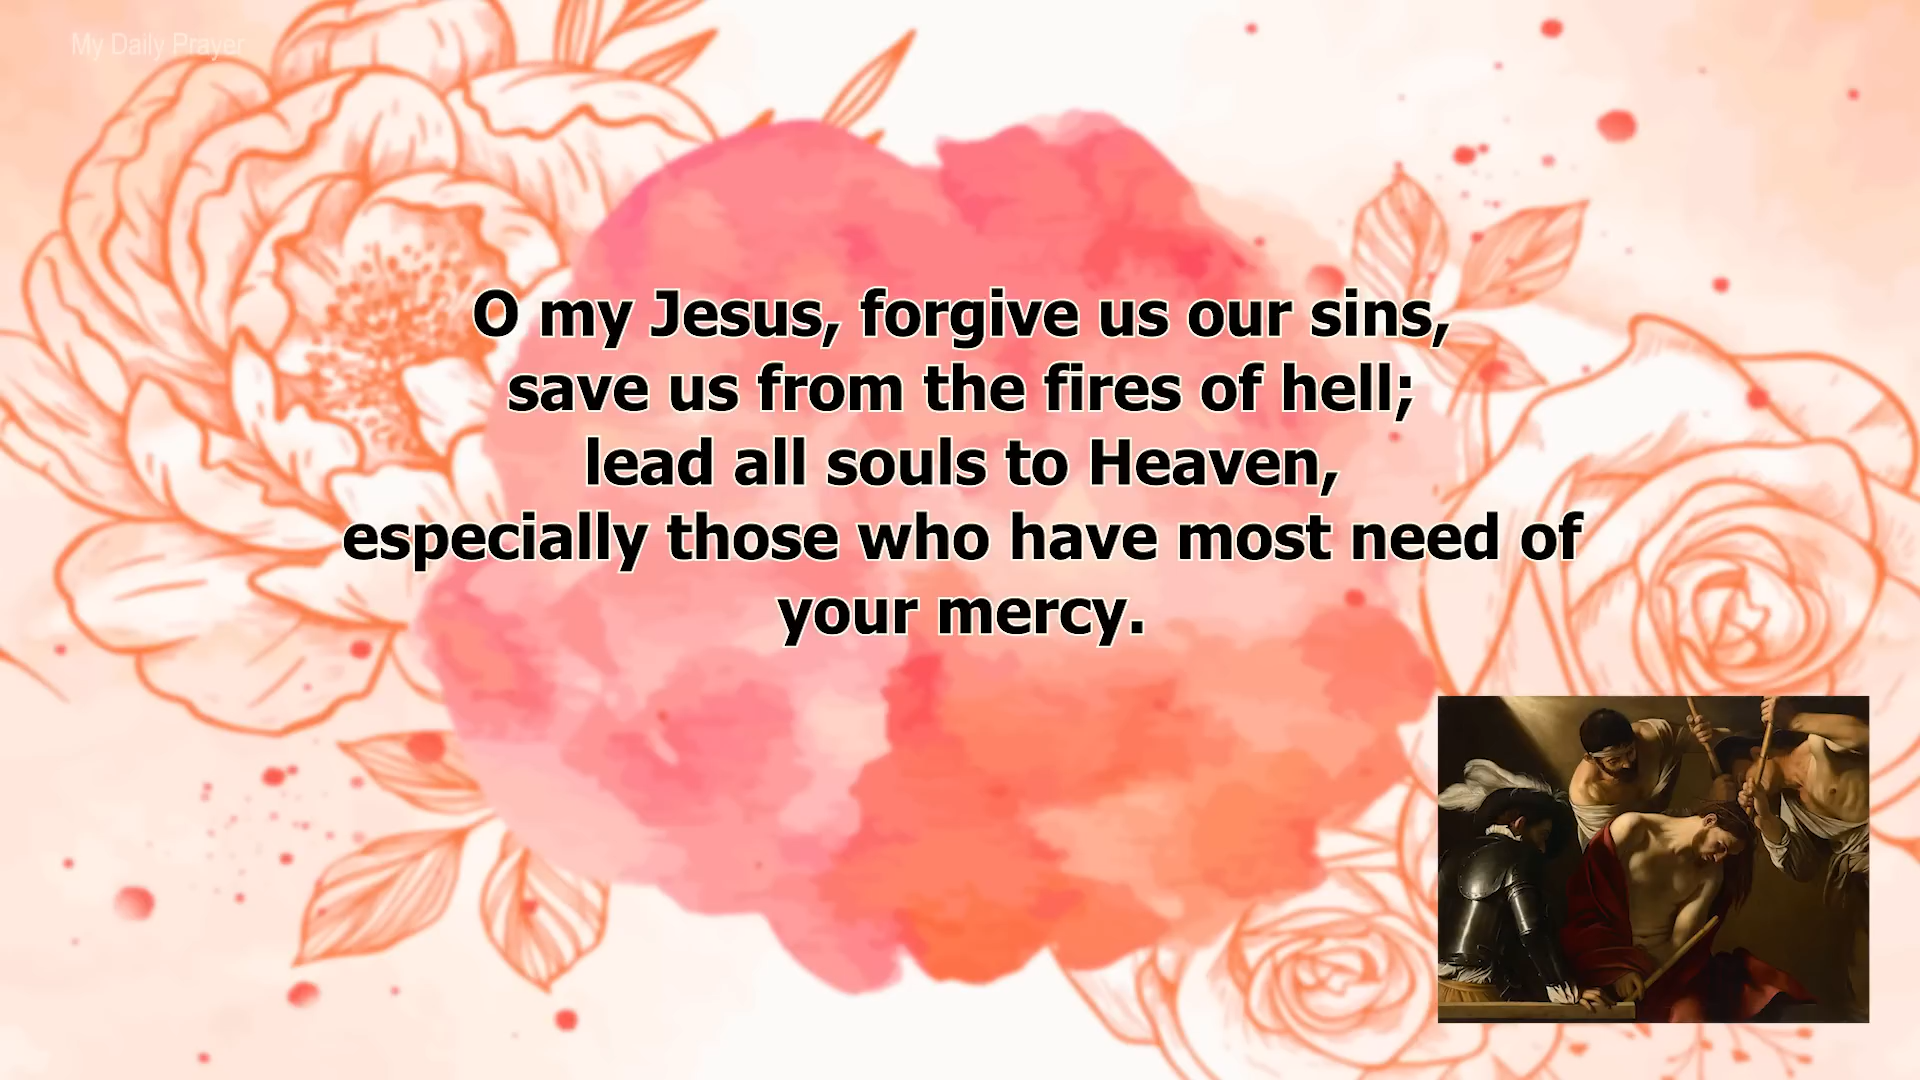 My Daily Prayer
O my Jesus, forgive us our sins,
save us from the fires of hell;
lead all souls to Heaven,
especially those who have most need of
your mercy.